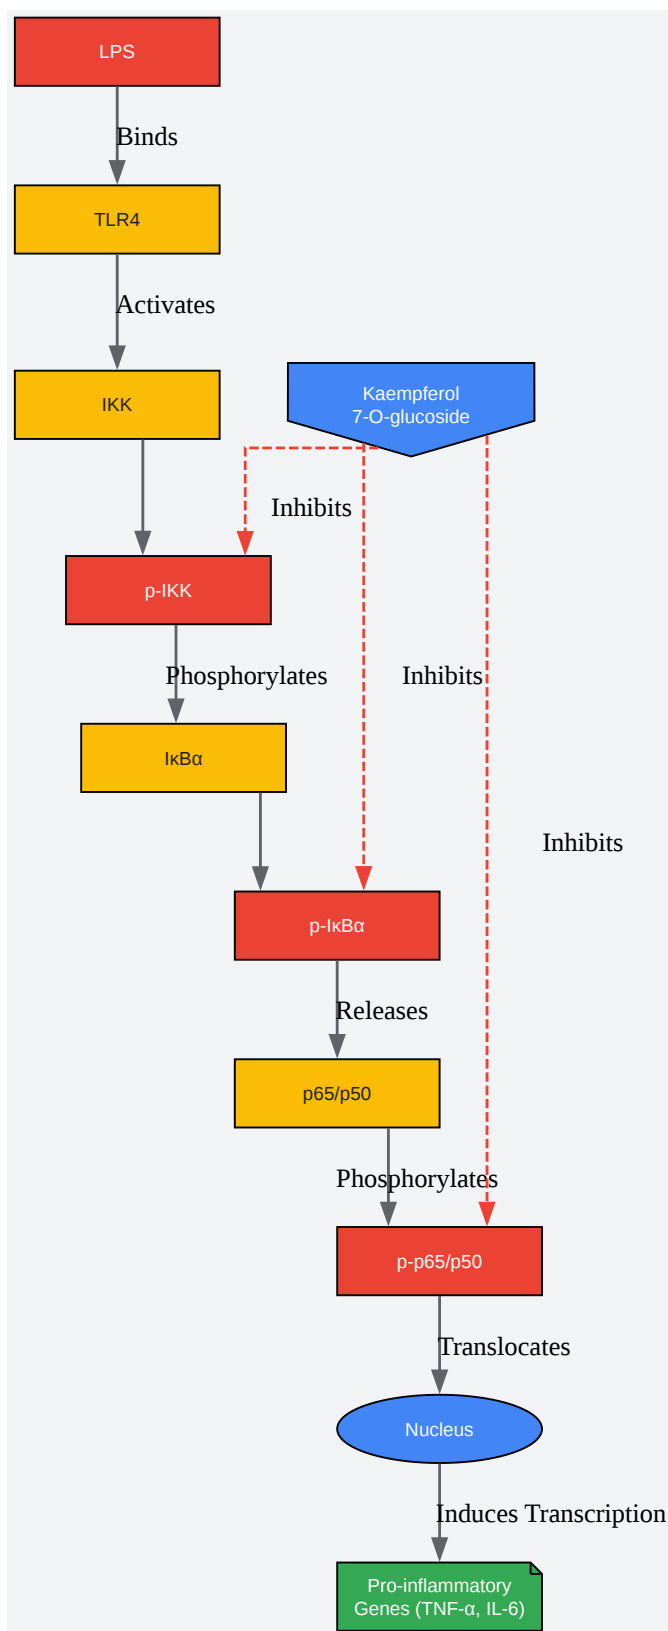 LPS
Binds
TLR4
Activates
IKK
Kaempferol
7-O-glucoside
Inhibits
p-IKK
Phosphorylates
Inhibits
IκBα
Inhibits
p-IκBα
Releases
p65/p50
Phosphorylates
p-p65/p50
Translocates
Nucleus
Induces Transcription
Pro-inflammatory
Genes (TNF-α, IL-6)